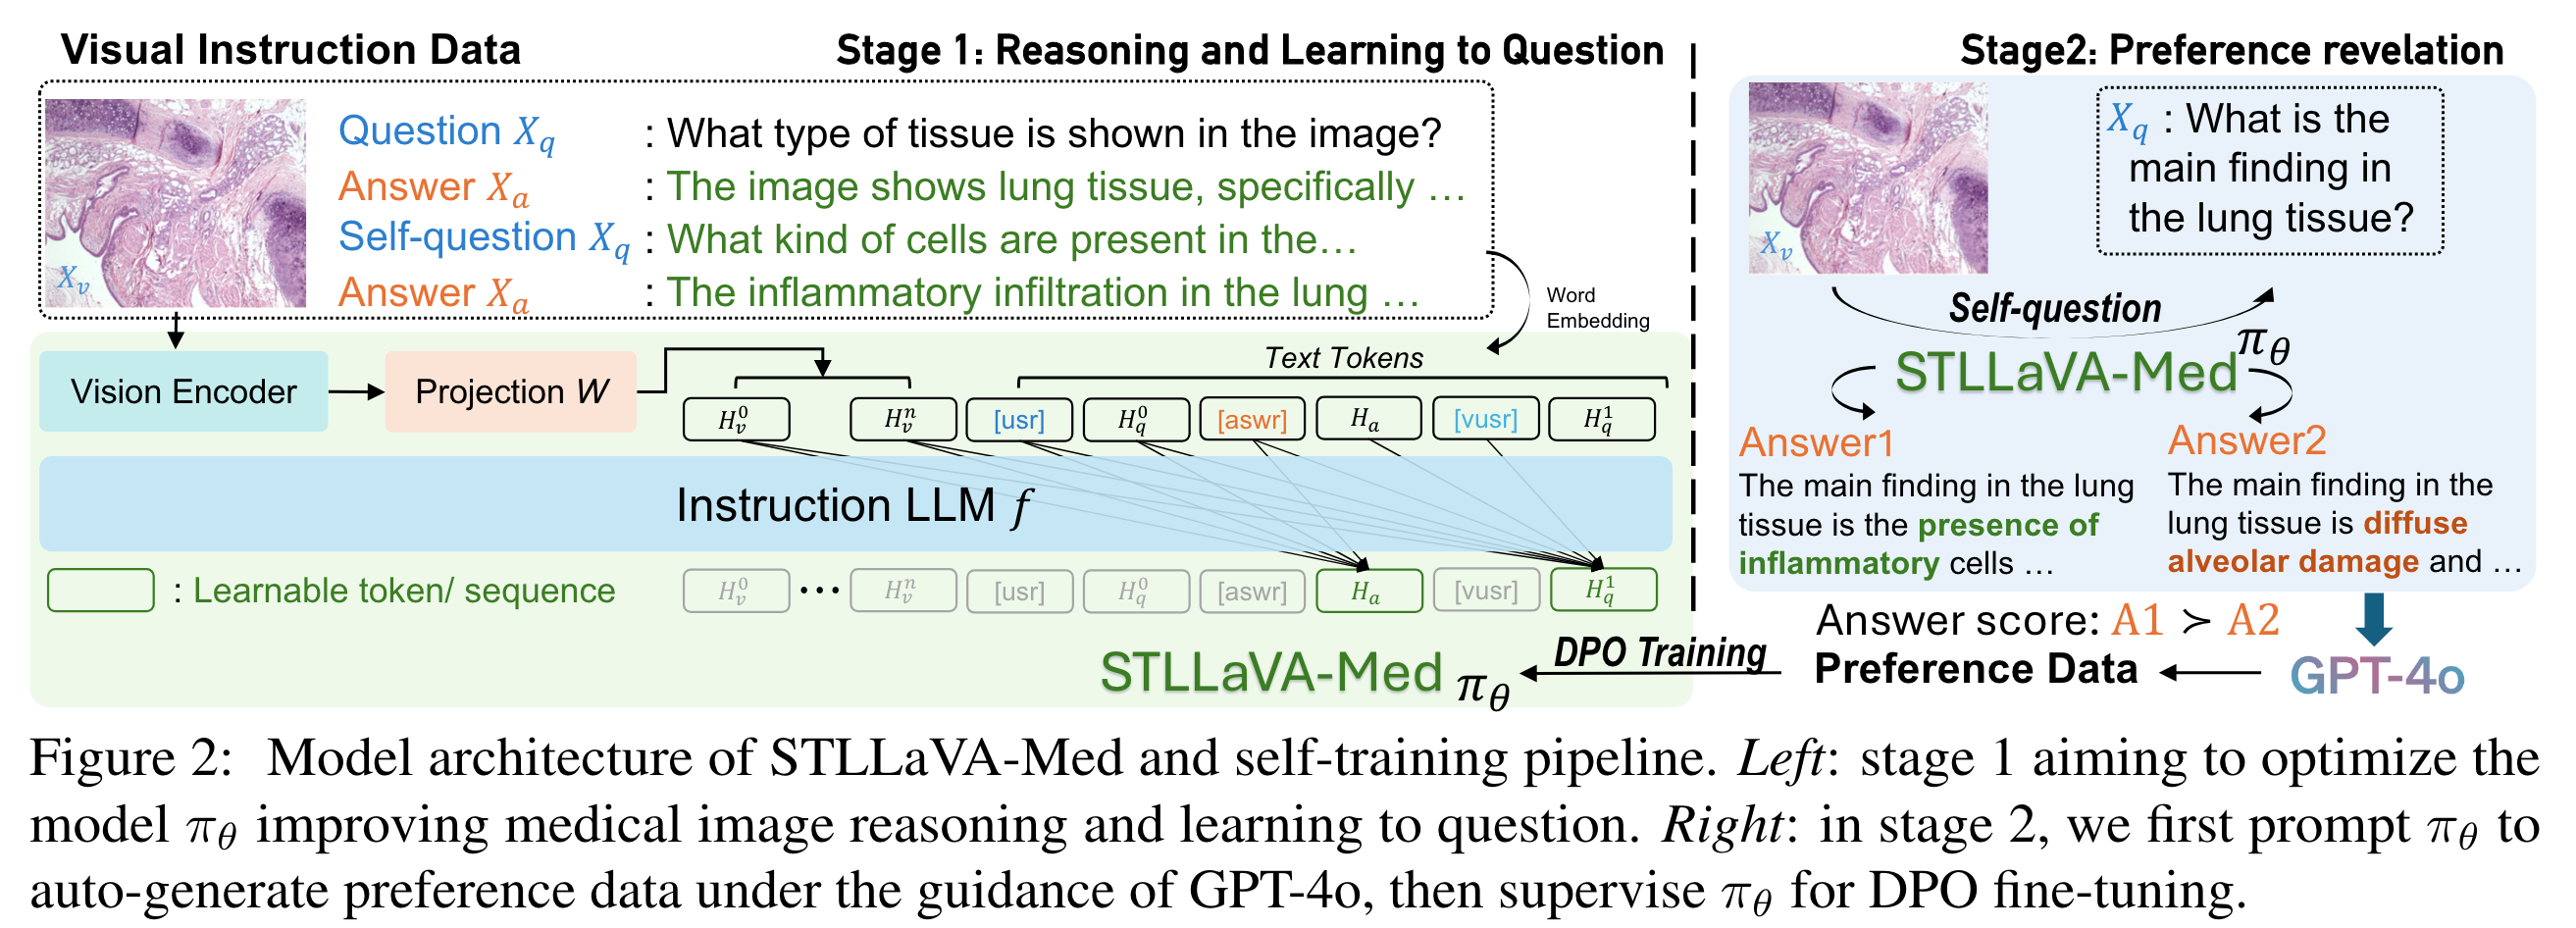 Visual Instruction Data
Stage 1: Reasoning and Learning to Question
X_v
Question X_q : What type of tissue is shown in the image?
Answer X_a : The image shows lung tissue, specifically …
Self-question X_q : What kind of cells are present in the…
Answer X_a : The inflammatory infiltration in the lung …
Word
Embedding
Vision Encoder
Projection W
Text Tokens
H_v^0 H_v^n [usr] H_q^0 [aswr] H_a [vusr] H_q^1
Instruction LLM f
: Learnable token/ sequence
H_v^0 ⋯ H_v^n [usr] H_q^0 [aswr] H_a [vusr] H_q^1
STLLaVA-Med π_θ
DPO Training
Stage2: Preference revelation
X_v
X_q : What is the
main finding in
the lung tissue?
Self-question
STLLaVA-Med π_θ
Answer1
The main finding in the lung
tissue is the presence of
inflammatory cells …
Answer2
The main finding in the
lung tissue is diffuse
alveolar damage and …
Answer score: A1 ≻ A2
Preference Data
GPT-4o
Figure 2: Model architecture of STLLaVA-Med and self-training pipeline. Left: stage 1 aiming to optimize the
model π_θ improving medical image reasoning and learning to question. Right: in stage 2, we first prompt π_θ to
auto-generate preference data under the guidance of GPT-4o, then supervise π_θ for DPO fine-tuning.